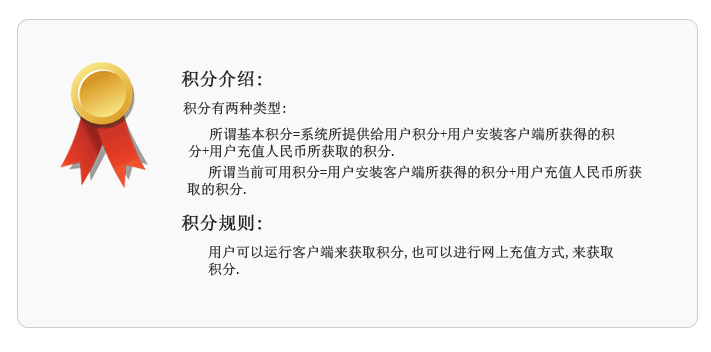 积分介绍：
积分有两种类型：
所谓基本积分=系统所提供给用户积分+用户安装客户端所获得的积
分+用户充值人民币所获取的积分.
所谓当前可用积分=用户安装客户端所获得的积分+用户充值人民币所获
取的积分.
积分规则：
用户可以运行客户端来获取积分, 也可以进行网上充值方式, 来获取
积分.